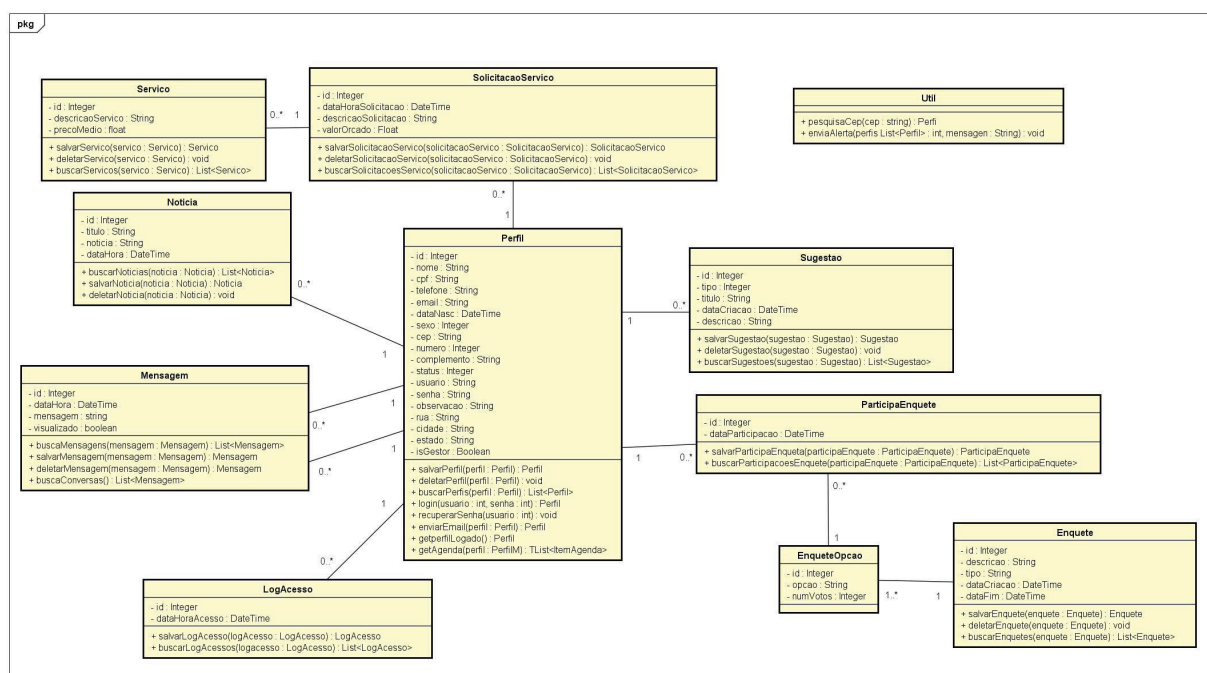 pkg
Servico
- id : Integer
- descricaoServico : String
- precoMedio : float
+ salvarServico(servico : Servico) : Servico
+ deletarServico(servico : Servico) : void
+ buscarServicos(servico : Servico) : List<Servico>
0..*
1
SolicitacaoServico
- id : Integer
- dataHoraSolicitacao : DateTime
- descricaoSolicitacao : String
- valorOrcado : Float
+ salvarSolicitacaoServico(solicitacaoServico : SolicitacaoServico) : SolicitacaoServico
+ deletarSolicitacaoServico(solicitacaoServico : SolicitacaoServico) : void
+ buscarSolicitacoesServico(solicitacaoServico : SolicitacaoServico) : List<SolicitacaoServico>
0..*
1
Util
+ pesquisaCep(cep : string) : Perfi
+ enviaAlerta(perfis List<Perfil> : int, mensagen : String) : void
Noticia
- id : Integer
- titulo : String
- noticia : String
- dataHora : DateTime
+ buscarNoticias(noticia : Noticia) : List<Noticia>
+ salvarNoticia(noticia : Noticia) : Noticia
+ deletarNoticia(noticia : Noticia) : void
0..*
1
Perfil
- id : Integer
- nome : String
- cpf : String
- telefone : String
- email : String
- dataNasc : DateTime
- sexo : Integer
- cep : String
- numero : Integer
- complemento : String
- status : Integer
- usuario : String
- senha : String
- observacao : String
- rua : String
- cidade : String
- estado : String
- isGestor : Boolean
+ salvarPerfil(perfil : Perfil) : Perfil
+ deletarPerfil(perfil : Perfil) : void
+ buscarPerfis(perfil : Perfil) : List<Perfil>
+ login(usuario : int, senha : int) : Perfil
+ recuperarSenha(usuario : int) : void
+ enviarEmail(perfil : Perfil) : Perfil
+ getperfilLogado() : Perfil
+ getAgenda(perfil : PerfilM) : TList<ItemAgenda>
Sugestao
- id : Integer
- tipo : Integer
- titulo : String
- dataCriacao : DateTime
- descricao : String
+ salvarSugestao(sugestao : Sugestao) : Sugestao
+ deletarSugestao(sugestao : Sugestao) : void
+ buscarSugestoes(sugestao : Sugestao) : List<Sugestao>
0..*
1
Mensagem
- id : Integer
- dataHora : DateTime
- mensagem : string
- visualizado : boolean
+ buscaMensagens(mensagem : Mensagem) : List<Mensagem>
+ salvarMensagem(mensagem : Mensagem) : Mensagem
+ deletarMensagem(mensagem : Mensagem) : Mensagem
+ buscaConversas() : List<Mensagem>
1
0..*
1
0..*
ParticipaEnquete
- id : Integer
- dataParticipacao : DateTime
+ salvarParticipaEnqueta(participaEnquete : ParticipaEnquete) : ParticipaEnquete
+ buscarParticipacoesEnquete(participaEnquete : ParticipaEnquete) : List<ParticipaEnquete>
1
0..*
0..*
1
LogAcesso
- id : Integer
- dataHoraAcesso : DateTime
+ salvarLogAcesso(logAcesso : LogAcesso) : LogAcesso
+ buscarLogAcessos(logacesso : LogAcesso) : List<LogAcesso>
1
0..*
EnqueteOpcao
- id : Integer
- opcao : String
- numVotos : Integer
1..*
1
Enquete
- id : Integer
- descricao : String
- tipo : String
- dataCriacao : DateTime
- dataFim : DateTime
+ salvarEnquete(enquete : Enquete) : Enquete
+ deletarEnquete(enquete : Enquete) : void
+ buscarEnquetes(enquete : Enquete) : List<Enquete>